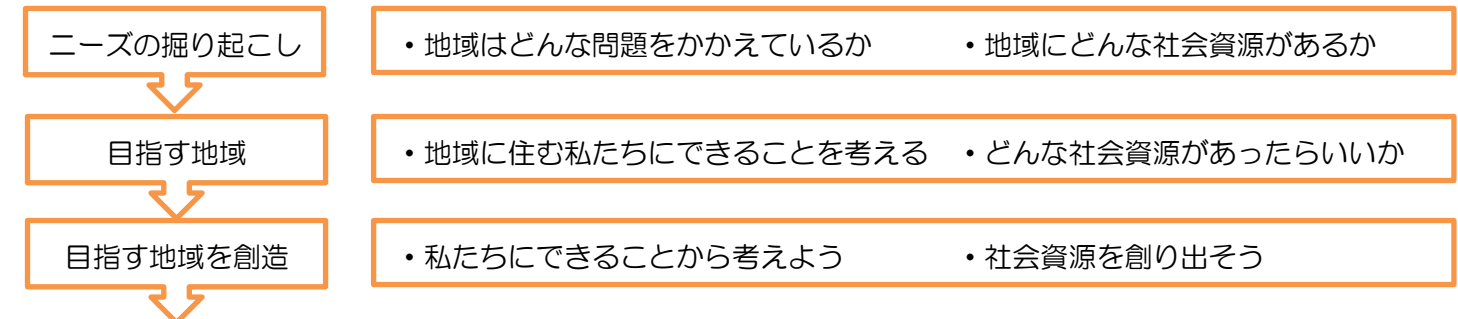 ニーズの掘り起こし
・地域はどんな問題をかかえているか ・地域にどんな社会資源があるか
目指す地域
・地域に住む私たちにできることを考える ・どんな社会資源があったらいいか
目指す地域を創造
・私たちにできることから考えよう ・社会資源を創り出そう